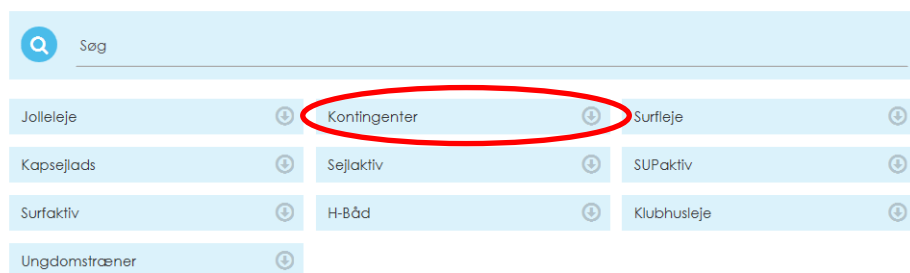 Søg
Jolleleje Kontingenter Surfleje
Kapsejlads Sejlaktiv SUPaktiv
Surfaktiv H-Båd Klubhusleje
Ungdomstræner